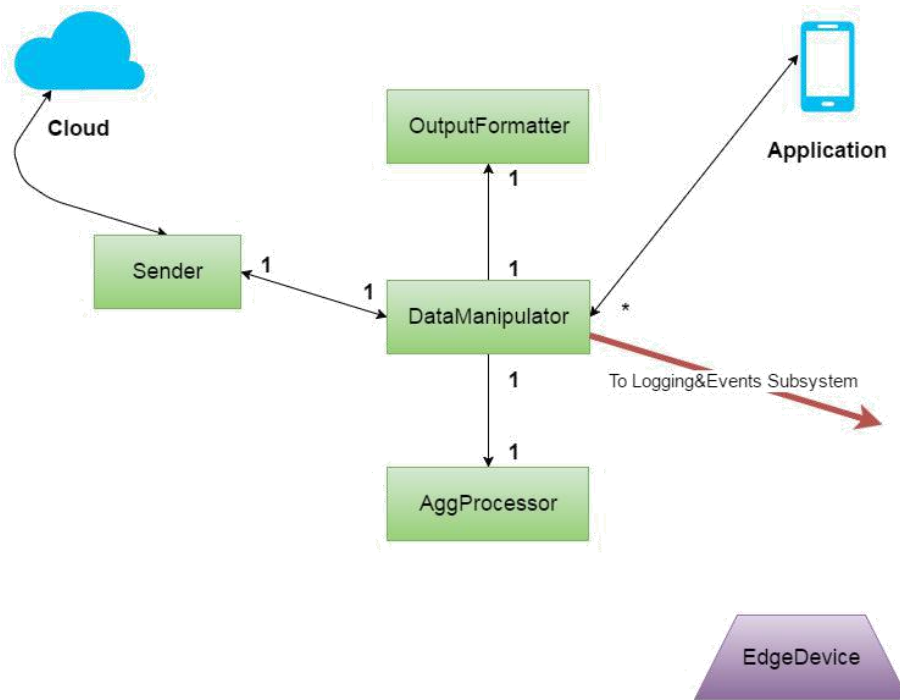 Cloud
OutputFormatter
Application
1
Sender
1
1
1
DataManipulator
*
To Logging&Events Subsystem
1
1
AggProcessor
EdgeDevice